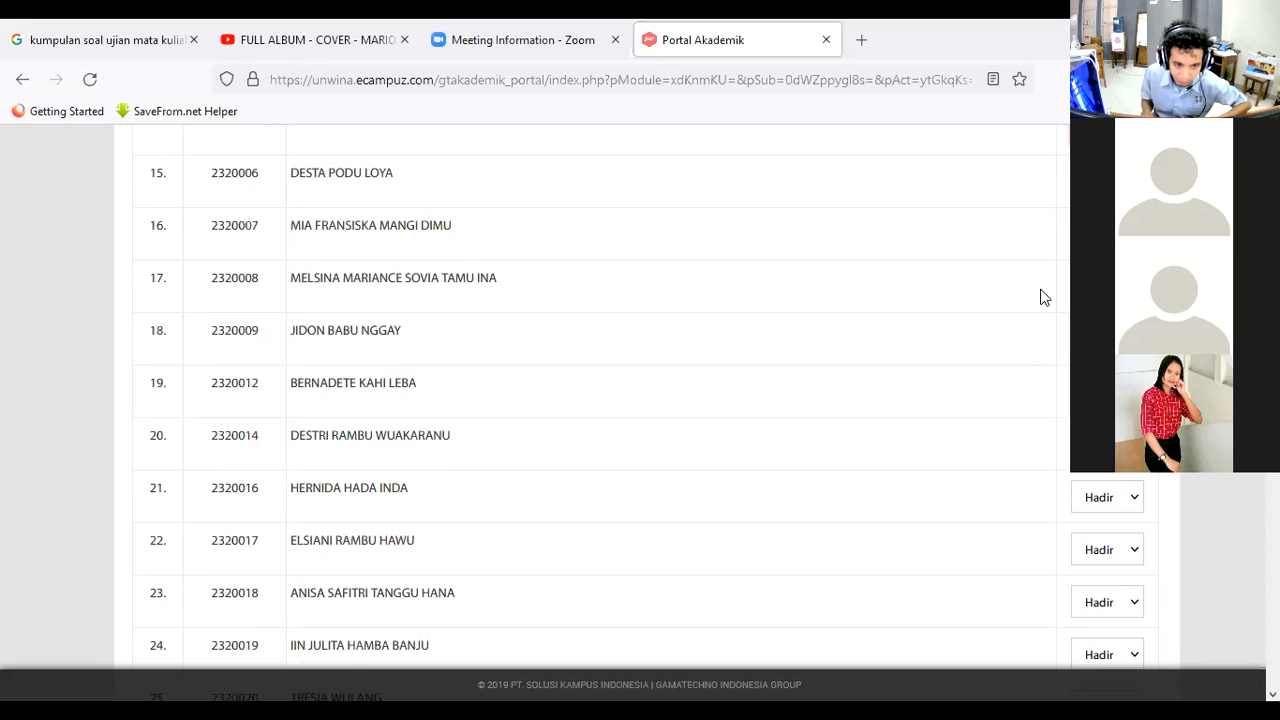 kumpulan soal ujian mata kulia
FULL ALBUM - COVER - MARIO
Meeting Information - Zoom
Portal Akademik
https://unwina.ecampuz.com/gtakademik_portal/index.php?pModule=xdKnmKU=&pSub=0dWZppygl8s=&pAct=ytGkqKs=
Getting Started
SaveFrom.net Helper
15. 2320006 DESTA PODU LOYA
16. 2320007 MIA FRANSISKA MANGI DIMU
17. 2320008 MELSINA MARIANCE SOVIA TAMU INA
18. 2320009 JIDON BABU NGGAY
19. 2320012 BERNADETE KAHI LEBA
20. 2320014 DESTRI RAMBU WUAKARANU
21. 2320016 HERNIDA HADA INDA Hadir
22. 2320017 ELSIANI RAMBU HAWU Hadir
23. 2320018 ANISA SAFITRI TANGGU HANA Hadir
24. 2320019 IIN JULITA HAMBA BANJU Hadir
25. 2320020 TRESIA WULANG
© 2019 PT. SOLUSI KAMPUS INDONESIA | GAMATECHNO INDONESIA GROUP